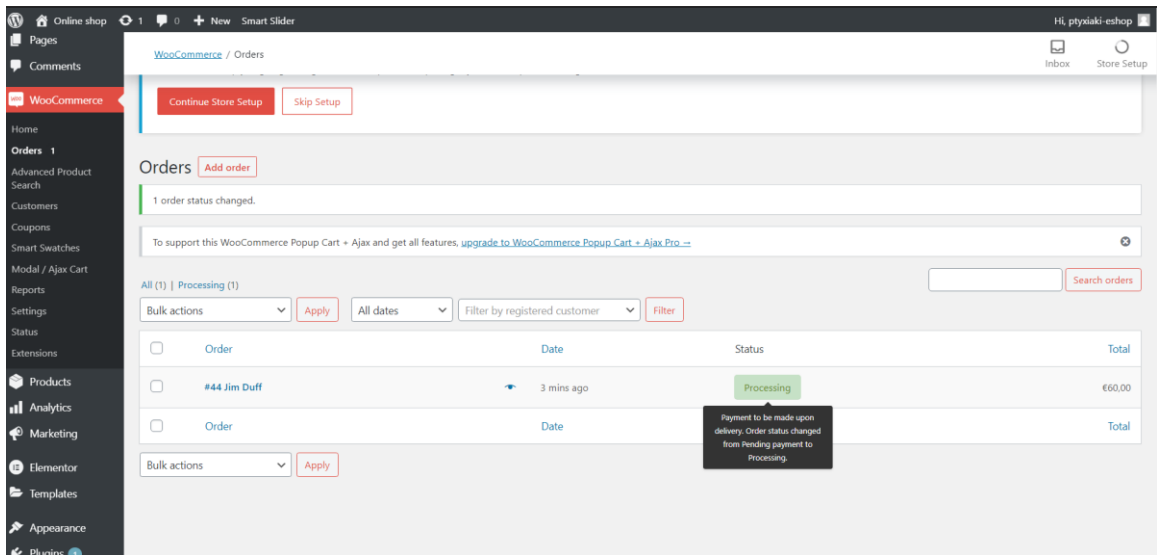 Online shop 1 0 New Smart Slider Hi, ptyxiaki-eshop
Pages
Comments
WooCommerce
Home
Orders 1
Advanced Product
Search
Customers
Coupons
Smart Swatches
Modal / Ajax Cart
Reports
Settings
Status
Extensions
Products
Analytics
Marketing
Elementor
Templates
Appearance
Plugins 1
WooCommerce / Orders
Inbox
Store Setup
Continue Store Setup Skip Setup
Orders Add order
1 order status changed.
To support this WooCommerce Popup Cart + Ajax and get all features, upgrade to WooCommerce Popup Cart + Ajax Pro →
All (1) | Processing (1)
Search orders
Bulk actions Apply All dates Filter by registered customer Filter
Order Date Status Total
#44 Jim Duff 3 mins ago Processing €60,00
Payment to be made upon
delivery. Order status changed
from Pending payment to
Processing.
Order Date Total
Bulk actions Apply